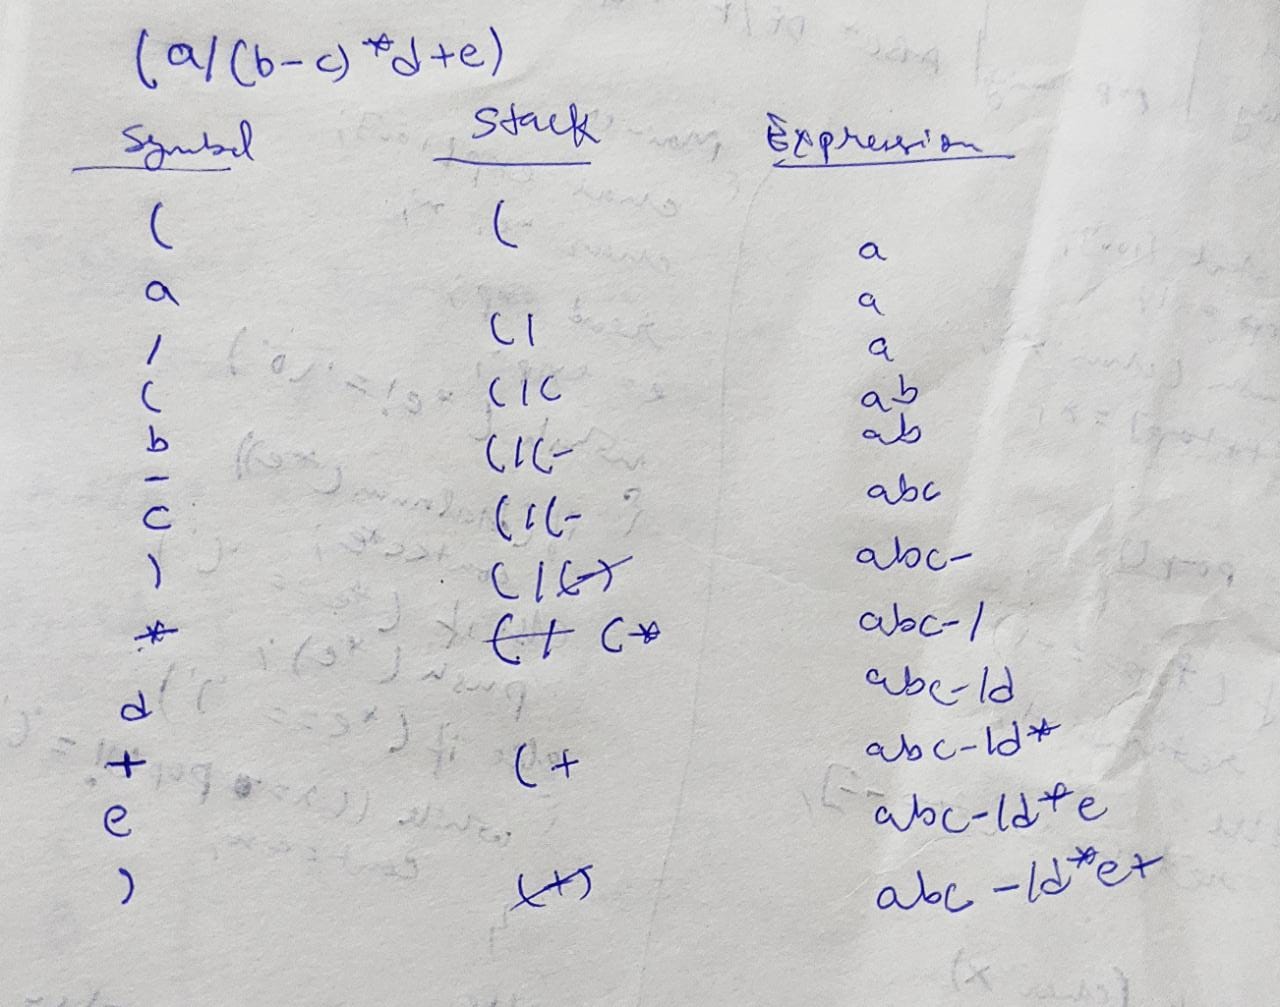 (a/(b-c)*d+e)
Symbol Stack Expression
( (
a a
/ (/ a
( (/( a
b ab
- (/(- ab
c (/(- abc
) (/(-) abc-
* (/ (* abc-/
d abc-/d
+ (+ abc-/d*
e abc-/d*e
) (+) abc-/d*e+